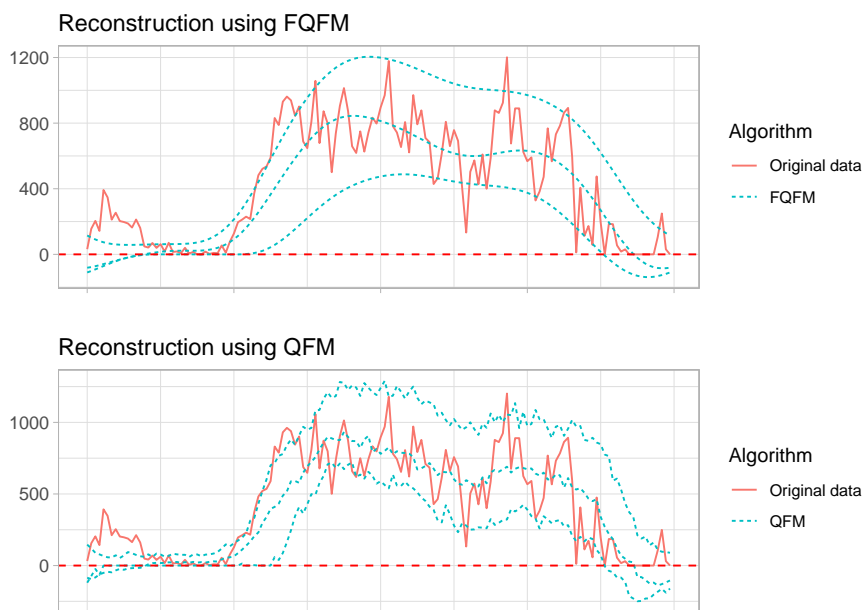 Reconstruction using FQFM
1200
800
400
0
Algorithm
Original data
FQFM
Reconstruction using QFM
1000
500
0
Algorithm
Original data
QFM